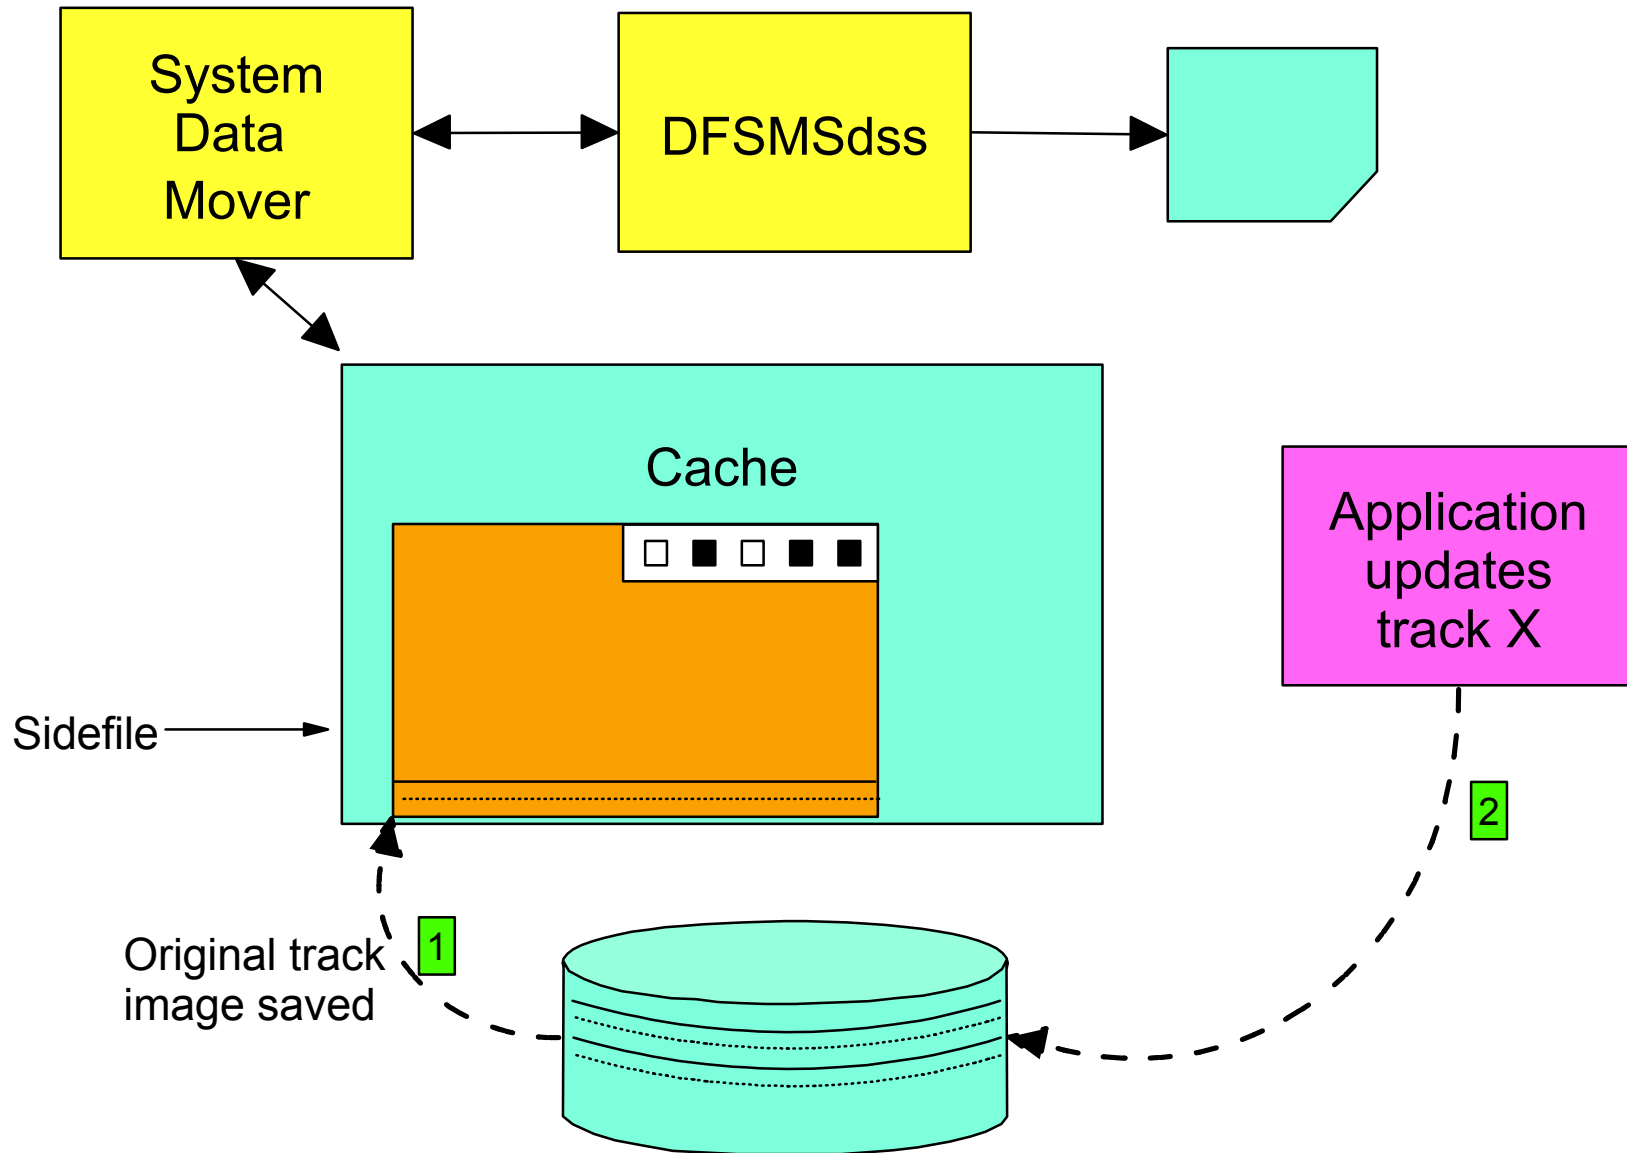 System
Data
Mover
DFSMSdss
Cache
Application
updates
track X
Sidefile
2
1
Original track
image saved